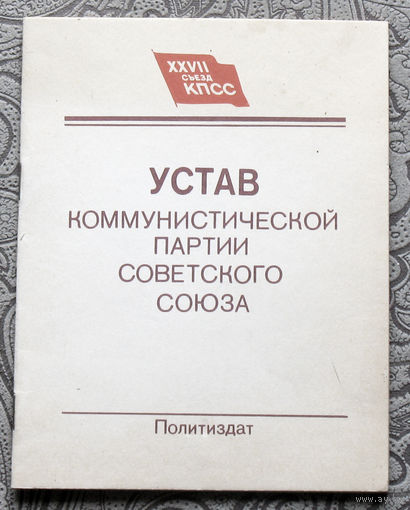 XXVII
СЪЕЗД
КПСС
УСТАВ
КОММУНИСТИЧЕСКОЙ
ПАРТИИ
СОВЕТСКОГО
СОЮЗА
Политиздат